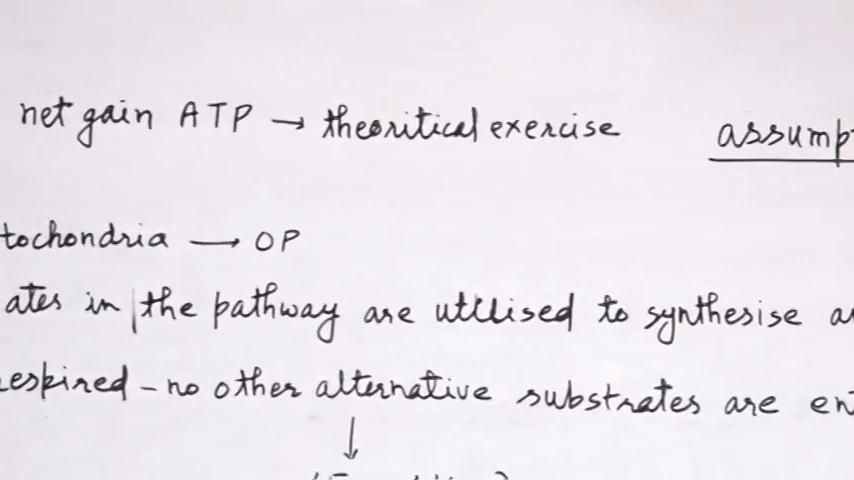 net gain ATP → theoritical exercise assump
tochondria → OP
ates in the pathway are utilised to synthesise a
espired - no other alternative substrates are en
↓